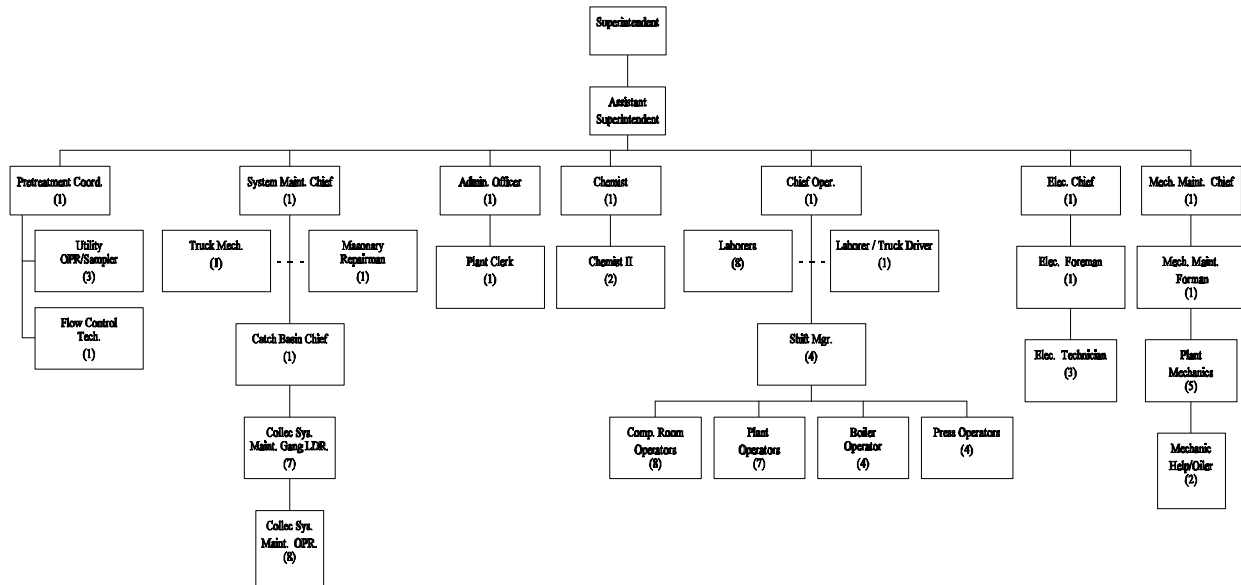 Superintendent
Assistant
Superintendent
Pretreatment Coord.
(1)
System Maint. Chief
(1)
Admin. Officer
(1)
Chemist
(1)
Chief Oper.
(1)
Elec. Chief
(1)
Mech. Maint. Chief
(1)
Utility
OPR/Sampler
(3)
Truck Mech.
(1)
Masonary
Repairman
(1)
Plant Clerk
(1)
Chemist II
(2)
Laborers
(8)
Laborer / Truck Driver
(1)
Elec. Foreman
(1)
Mech. Maint.
Forman
(1)
Flow Control
Tech.
(1)
Catch Basin Chief
(1)
Shift Mgr.
(4)
Elec. Technician
(3)
Plant
Mechanics
(5)
Collec Sys.
Maint. Gang LDR.
(7)
Comp. Room
Operators
(8)
Plant
Operators
(7)
Boiler
Operator
(4)
Press Operators
(4)
Mechanic
Help/Oiler
(2)
Collec Sys.
Maint. OPR.
(8)